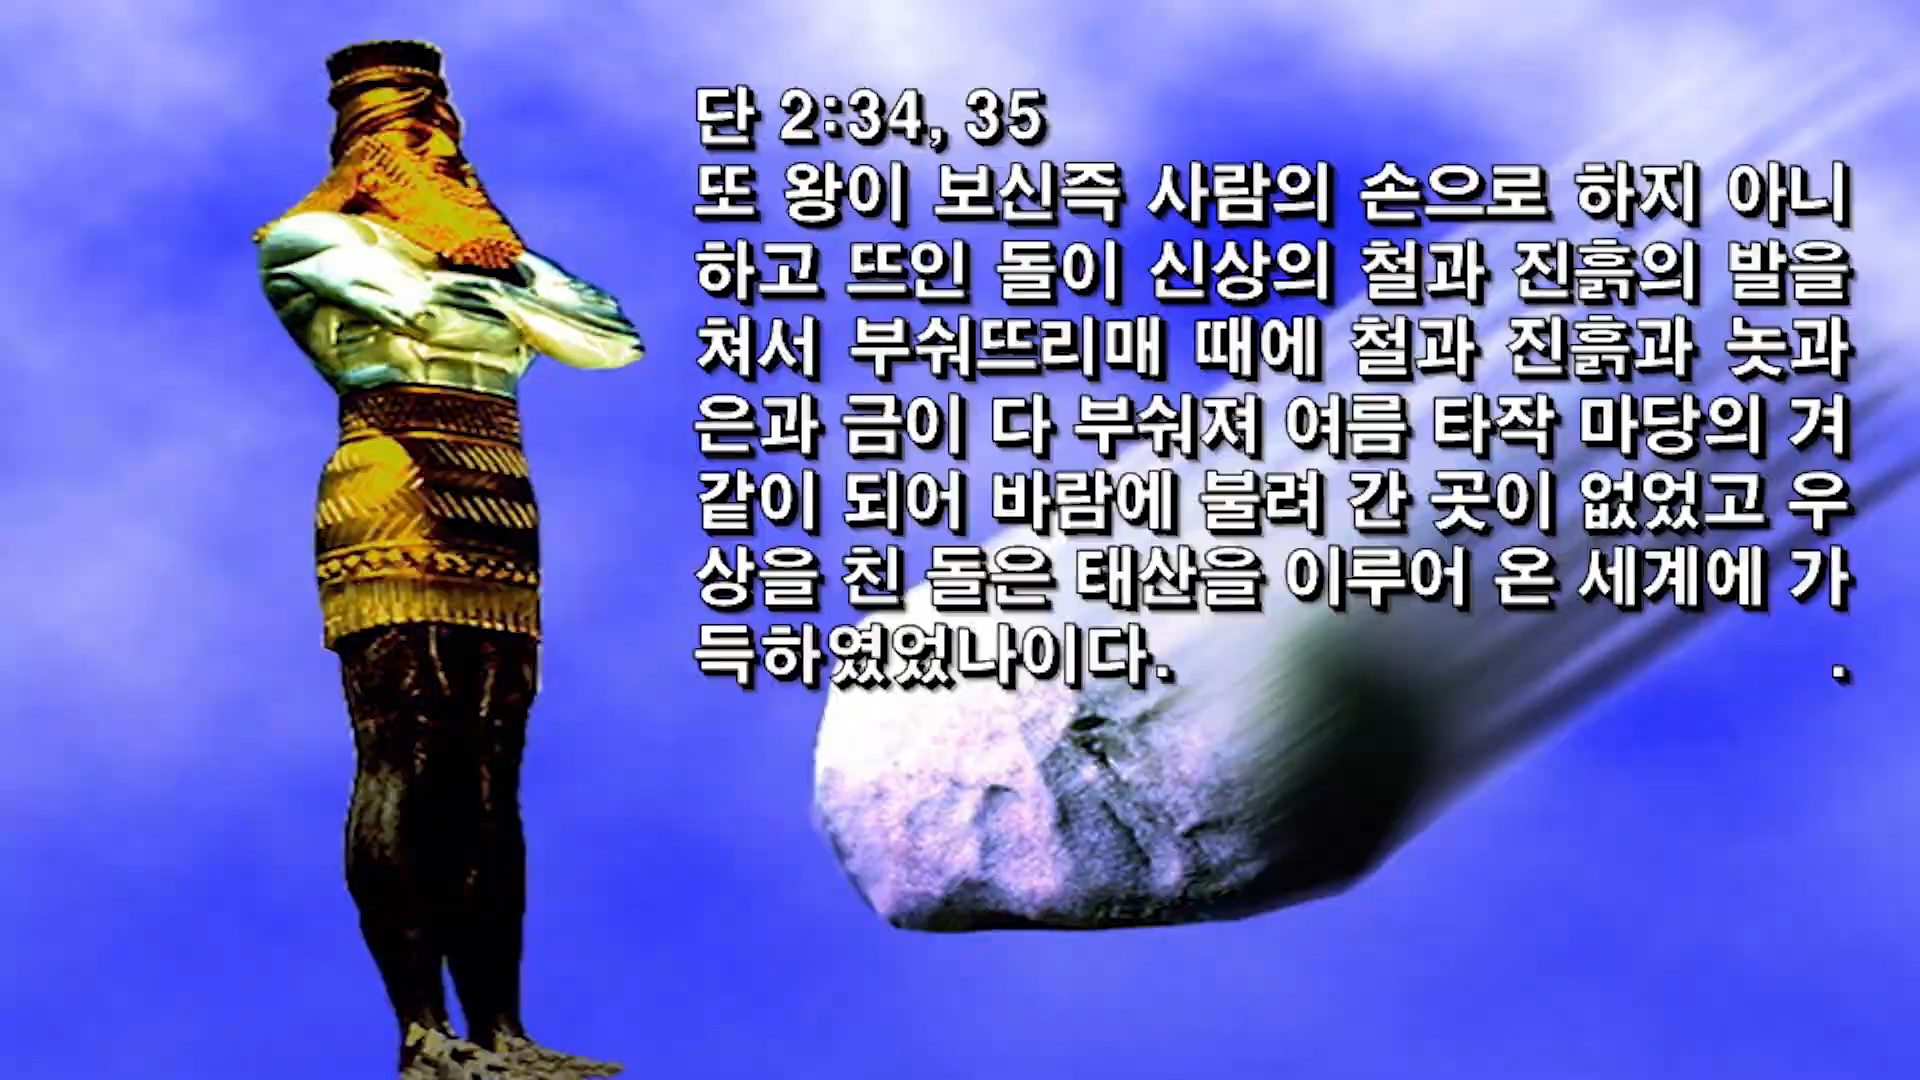 단 2:34, 35
또 왕이 보신즉 사람의 손으로 하지 아니
하고 뜨인 돌이 신상의 철과 진흙의 발을
쳐서 부숴뜨리매 때에 철과 진흙과 놋과
은과 금이 다 부숴져 여름 타작 마당의 겨
같이 되어 바람에 불려 간 곳이 없었고 우
상을 친 돌은 태산을 이루어 온 세계에 가
득하였었나이다. .